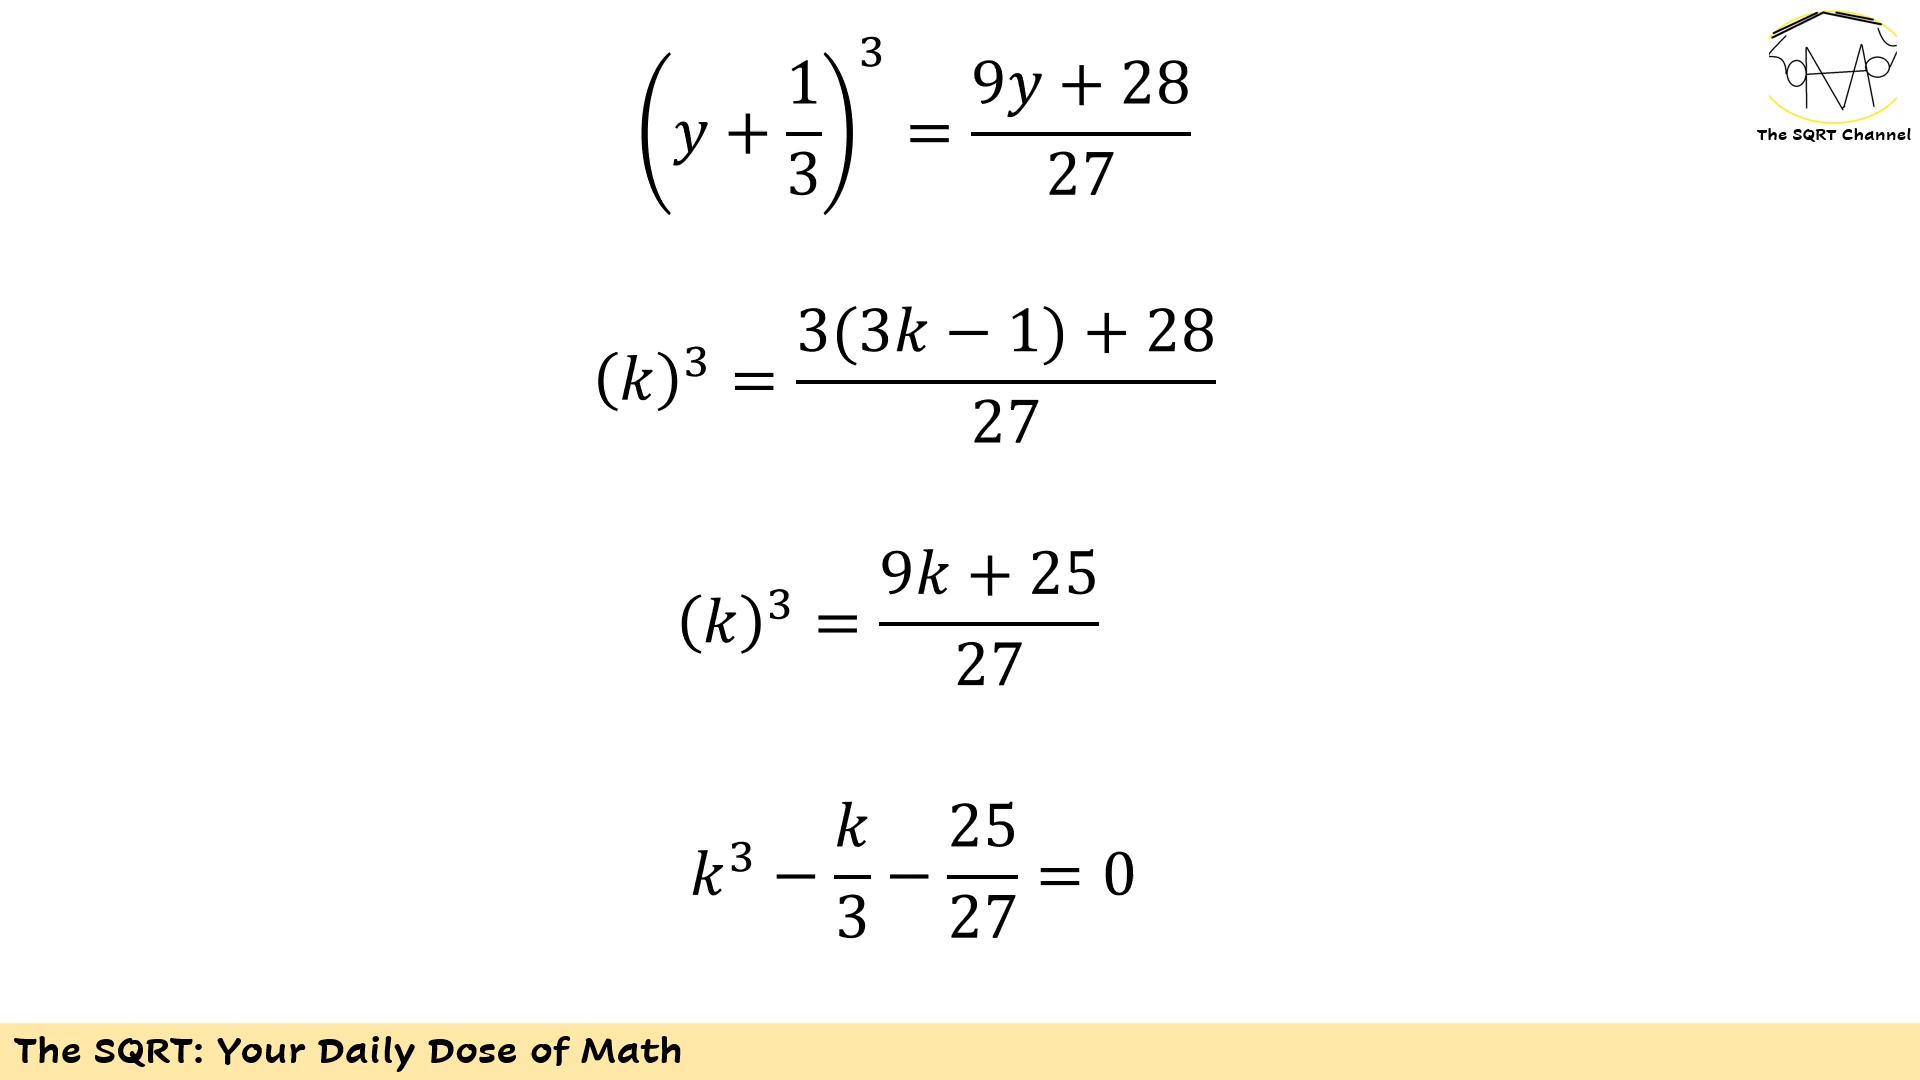 (y + 1/3)³ = (9y + 28)/27
The SQRT Channel
(k)³ = (3(3k − 1) + 28)/27
(k)³ = (9k + 25)/27
k³ − k/3 − 25/27 = 0
The SQRT: Your Daily Dose of Math